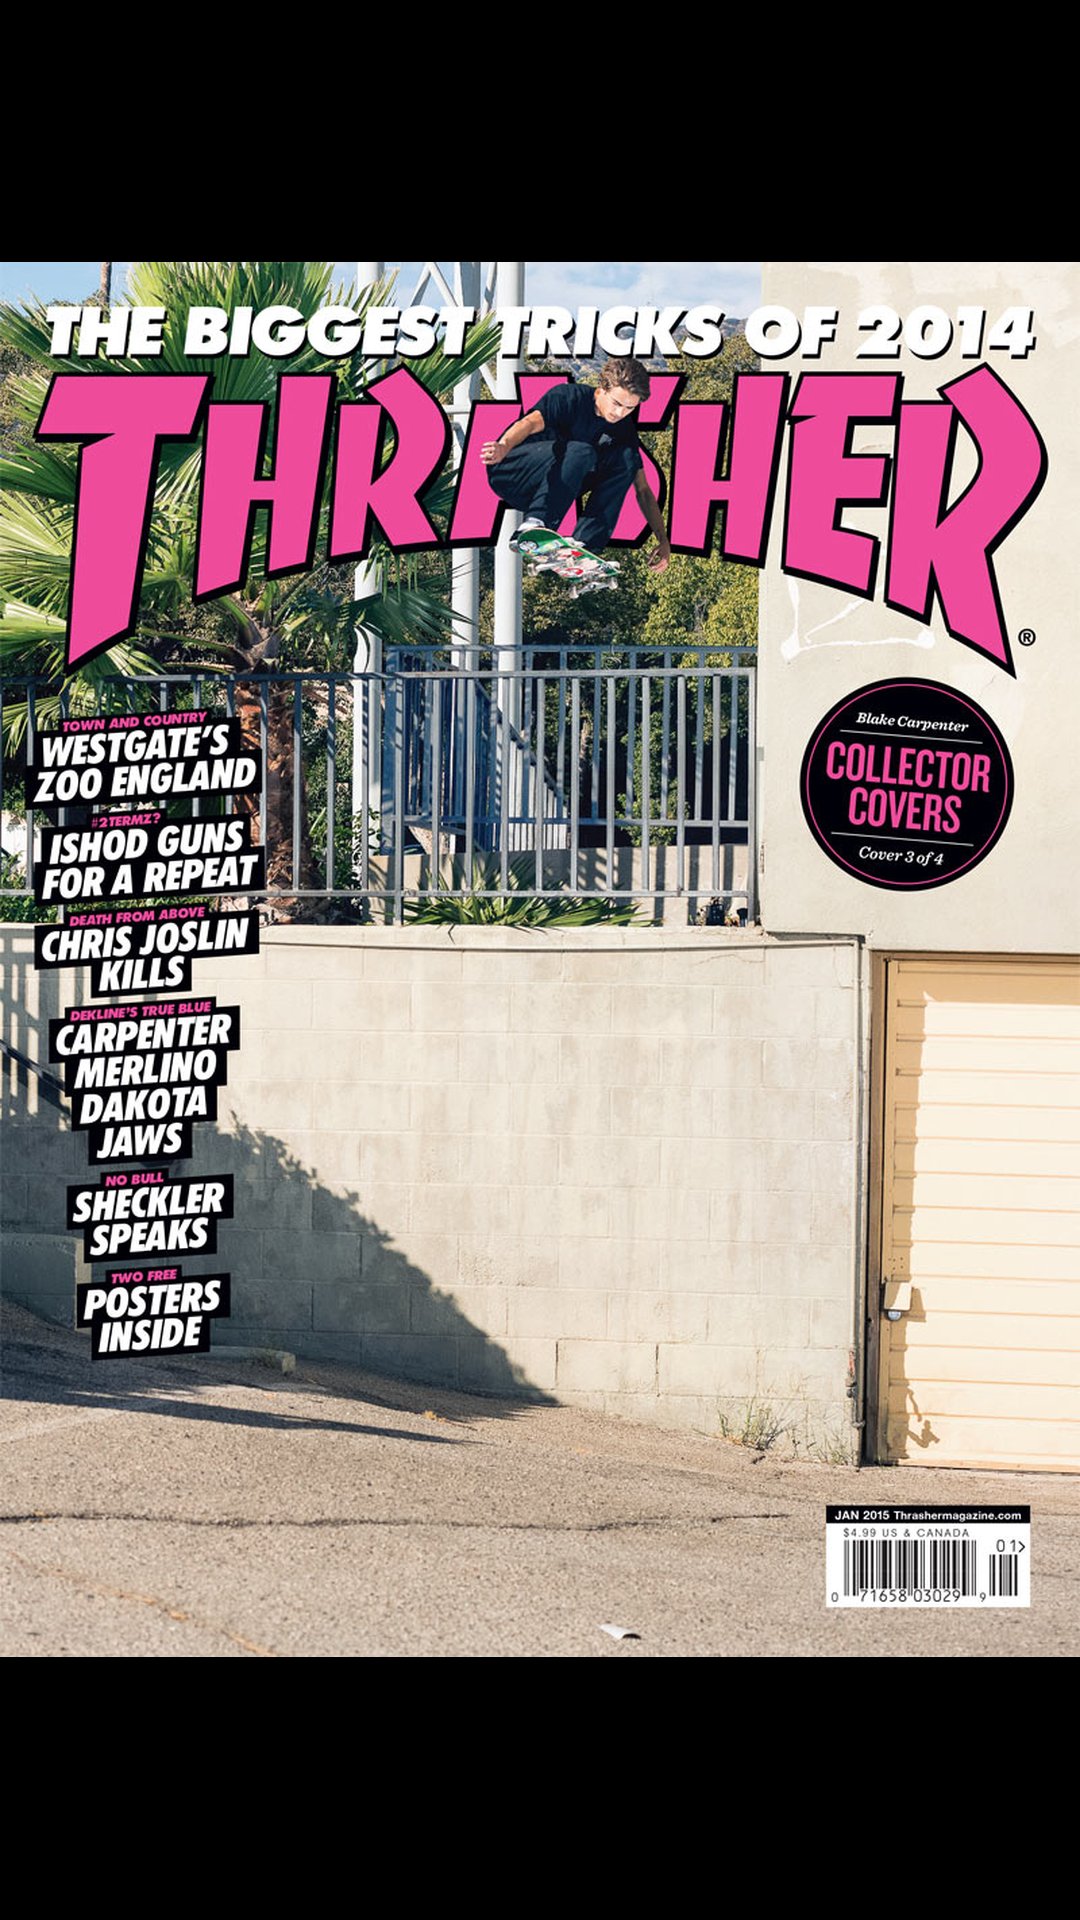 THE BIGGEST TRICKS OF 2014
THRASHER
®
TOWN AND COUNTRY
WESTGATE'S
ZOO ENGLAND
#2TERMZ?
ISHOD GUNS
FOR A REPEAT
DEATH FROM ABOVE
CHRIS JOSLIN
KILLS
DEKLINE'S TRUE BLUE
CARPENTER
MERLINO
DAKOTA
JAWS
NO BULL
SHECKLER
SPEAKS
TWO FREE
POSTERS
INSIDE
Blake Carpenter
COLLECTOR
COVERS
Cover 3 of 4
JAN 2015 Thrashermagazine.com
$4.99 US & CANADA
01>
0 71658 03029 9